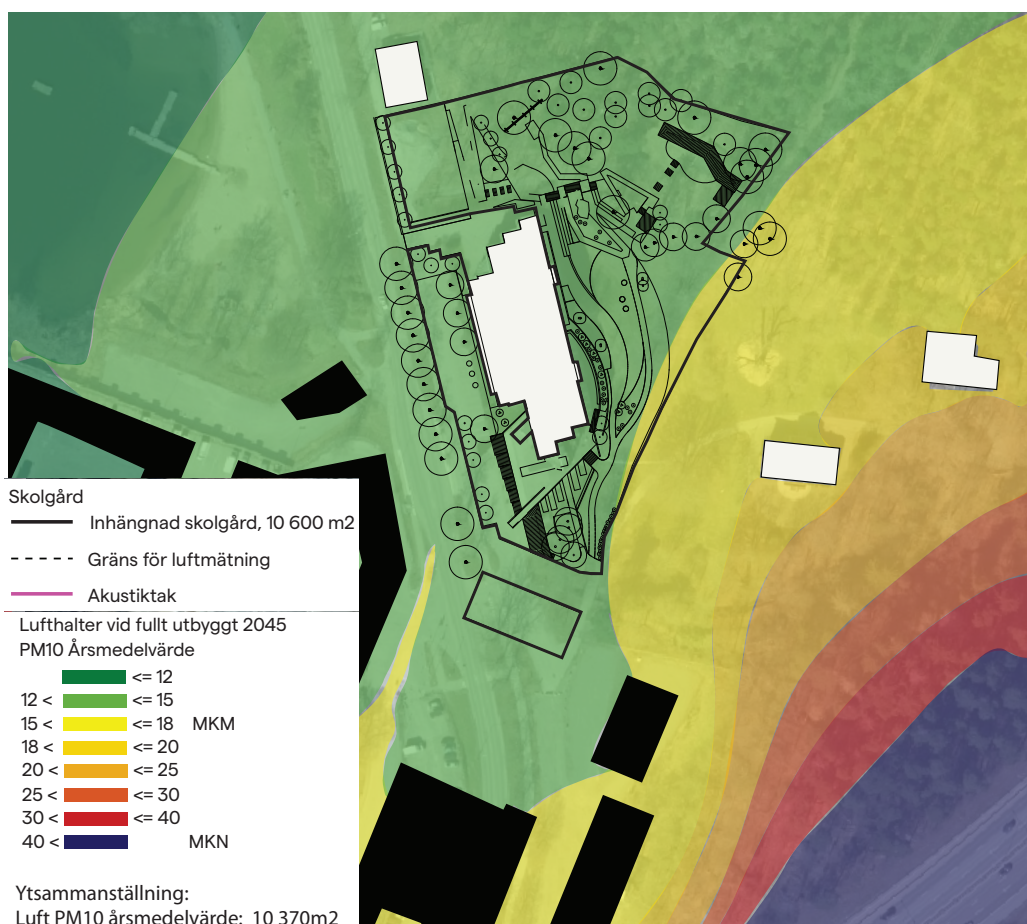 Skolgård
Inhängnad skolgård, 10 600 m2
Gräns för luftmätning
Akustiktak
Lufthalter vid fullt utbyggt 2045
PM10 Årsmedelvärde
<= 12
12 < <= 15
15 < <= 18 MKM
18 < <= 20
20 < <= 25
25 < <= 30
30 < <= 40
40 < MKN
Ytsammanställning:
Luft PM10 årsmedelvärde: 10 370m2